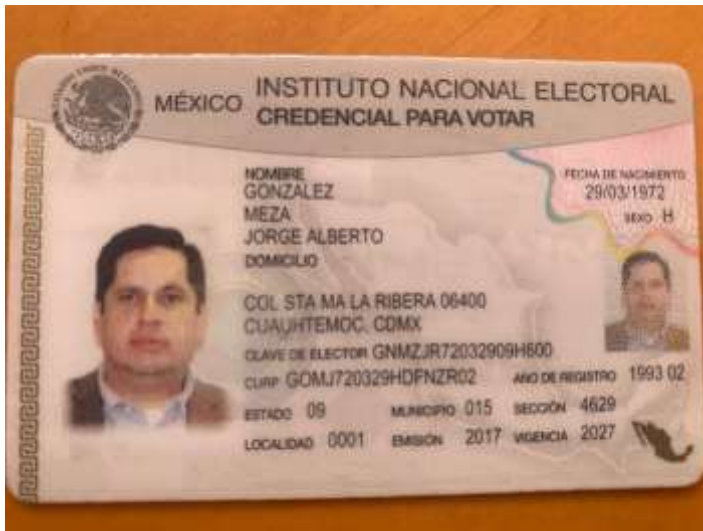 MÉXICO INSTITUTO NACIONAL ELECTORAL
CREDENCIAL PARA VOTAR
NOMBRE
GONZALEZ
MEZA
JORGE ALBERTO
DOMICILIO
COL STA MA LA RIBERA 06400
CUAUHTEMOC, CDMX
CLAVE DE ELECTOR GNMZJR72032909H600
CURP GOMJ720329HDFNZR02 AÑO DE REGISTRO 1993 02
ESTADO 09 MUNICIPIO 015 SECCIÓN 4629
LOCALIDAD 0001 EMISIÓN 2017 VIGENCIA 2027
FECHA DE NACIMIENTO
29/03/1972
SEXO H